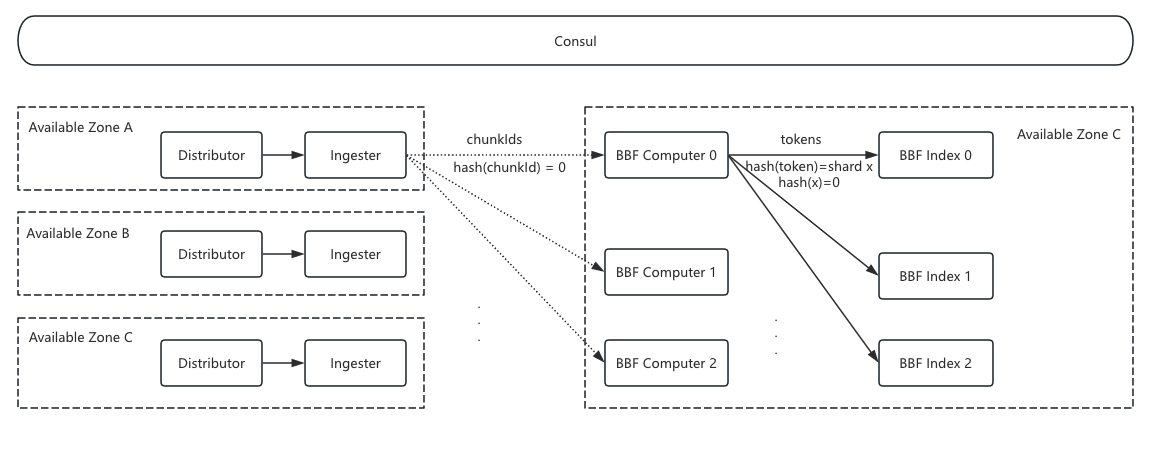 Consul
Available Zone A
Distributor
Ingester
chunkIds
hash(chunkId) = 0
BBF Computer 0
tokens
hash(token)=shard x
hash(x)=0
BBF Index 0
Available Zone C
Available Zone B
Distributor
Ingester
BBF Computer 1
BBF Index 1
Available Zone C
Distributor
Ingester
BBF Computer 2
BBF Index 2